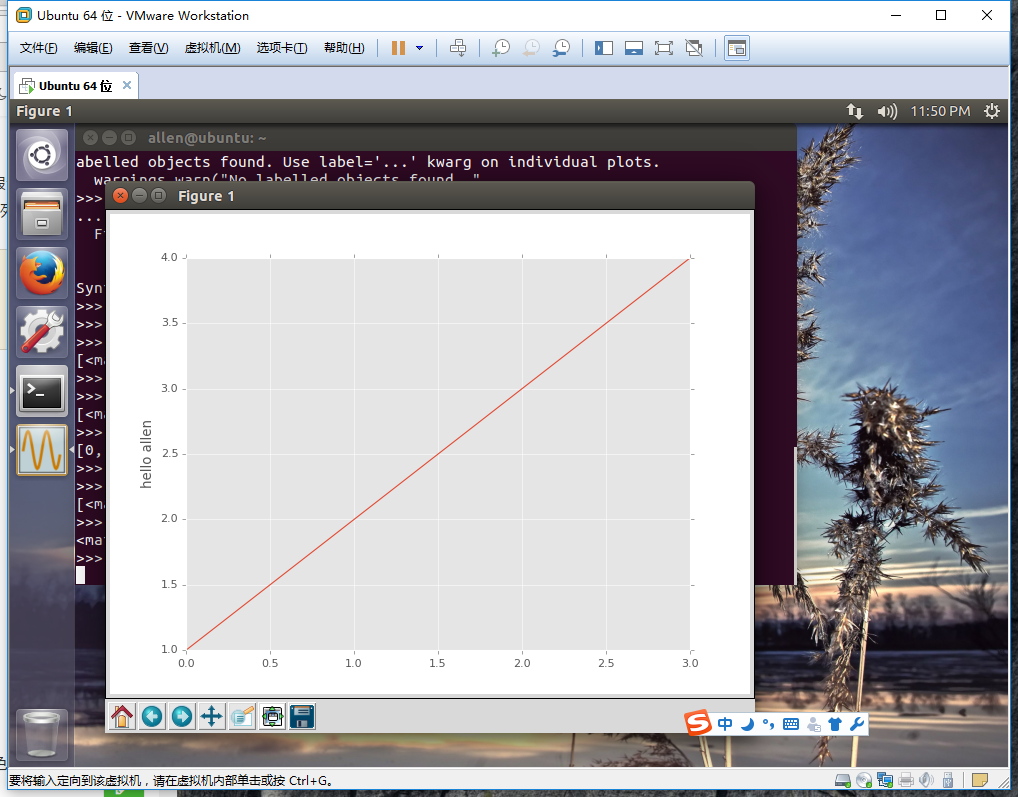 Ubuntu 64 位 - VMware Workstation
文件(F) 编辑(E) 查看(V) 虚拟机(M) 选项卡(T) 帮助(H)
Ubuntu 64 位
Figure 1 11:50 PM
allen@ubuntu: ~
abelled objects found. Use label='...' kwarg on individual plots.
warnings.warn("No labelled objects found. "
>>>
Figure 1
...
F
Syn
>>>
>>>
>>>
[<ma
>>>
>>>
[<ma
>>>
[0,
>>>
>>>
[<ma
>>>
<mat
>>>
4.0
3.5
3.0
2.5
2.0
1.5
1.0
hello allen
0.0 0.5 1.0 1.5 2.0 2.5 3.0
中
要将输入定向到该虚拟机，请在虚拟机内部单击或按 Ctrl+G。